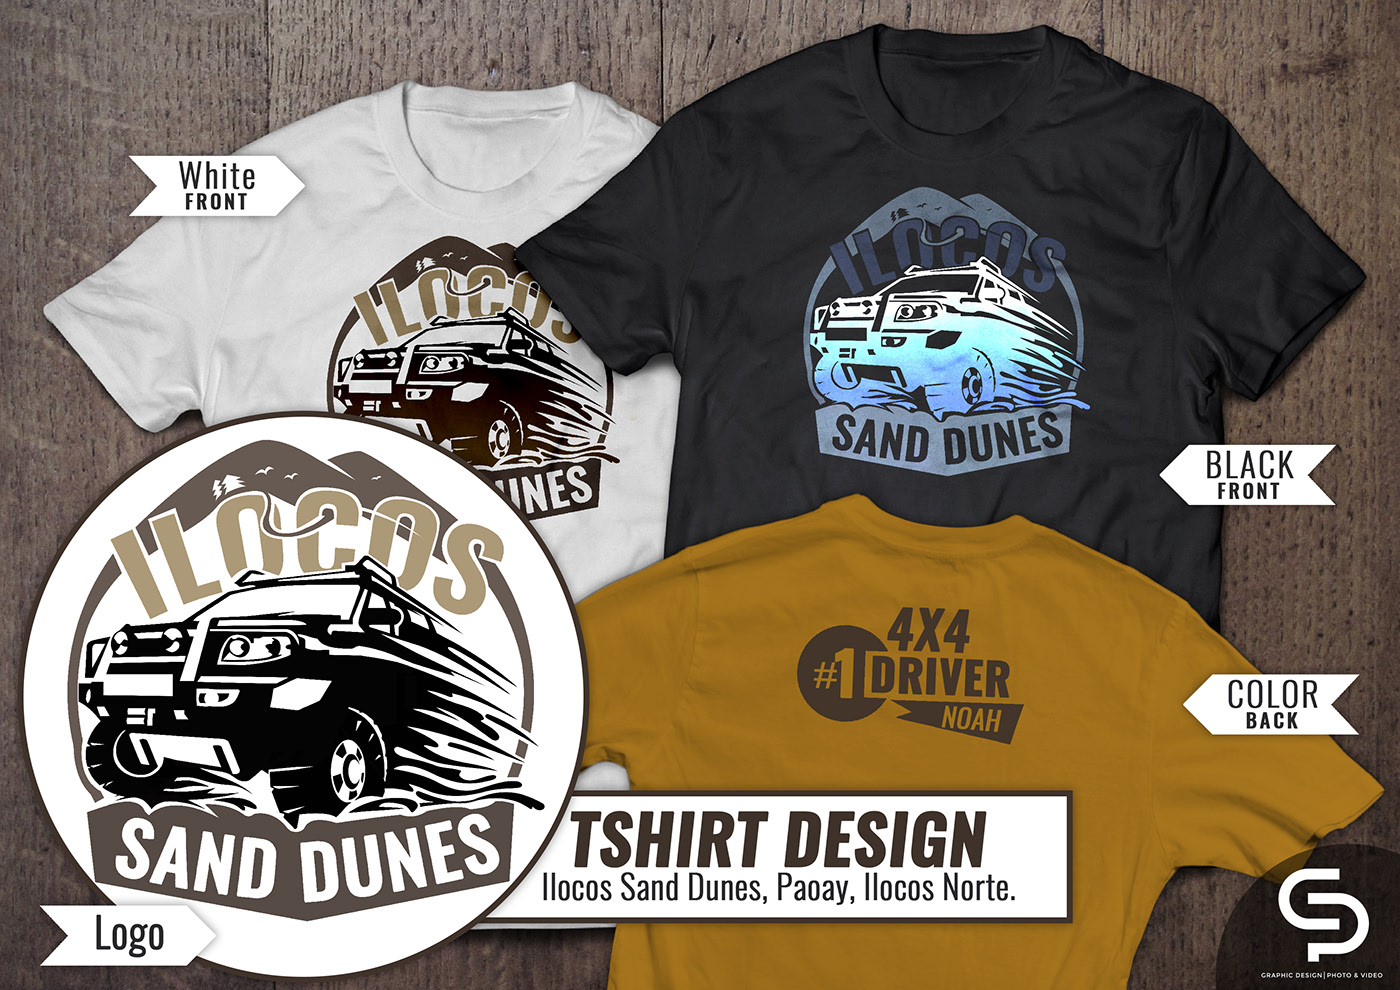 White
FRONT
ILOCOS
UNES
ILOCOS
SAND DUNES
BLACK
FRONT
ILOCOS
SAND DUNES
Logo
4X4
#1 DRIVER
NOAH
COLOR
BACK
TSHIRT DESIGN
Ilocos Sand Dunes, Paoay, Ilocos Norte.
GRAPHIC DESIGN | PHOTO & VIDEO